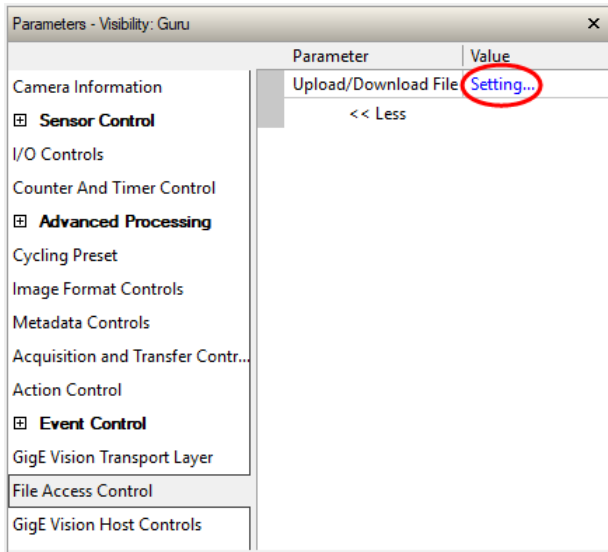 Parameters - Visibility: Guru
Parameter Value
Camera Information
Upload/Download File Setting...
Sensor Control
<< Less
I/O Controls
Counter And Timer Control
Advanced Processing
Cycling Preset
Image Format Controls
Metadata Controls
Acquisition and Transfer Contr...
Action Control
Event Control
GigE Vision Transport Layer
File Access Control
GigE Vision Host Controls